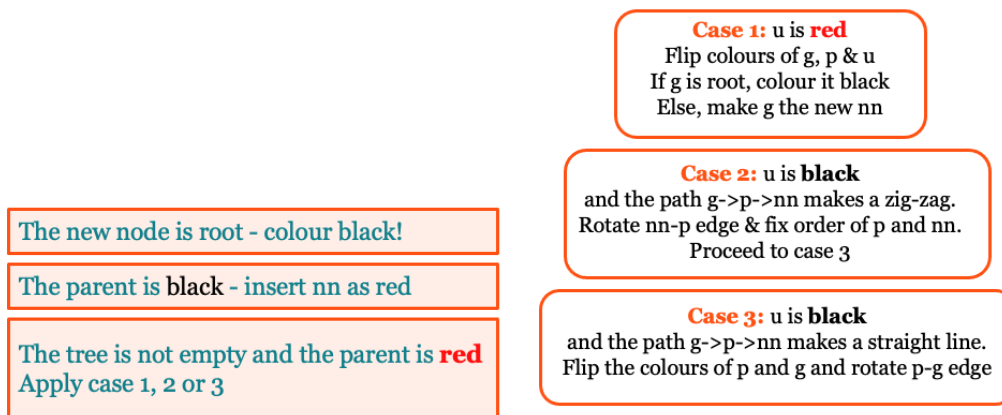 The new node is root - colour black!
The parent is black - insert nn as red
The tree is not empty and the parent is red
Apply case 1, 2 or 3
Case 1: u is red
Flip colours of g, p & u
If g is root, colour it black
Else, make g the new nn
Case 2: u is black
and the path g->p->nn makes a zig-zag.
Rotate nn-p edge & fix order of p and nn.
Proceed to case 3
Case 3: u is black
and the path g->p->nn makes a straight line.
Flip the colours of p and g and rotate p-g edge